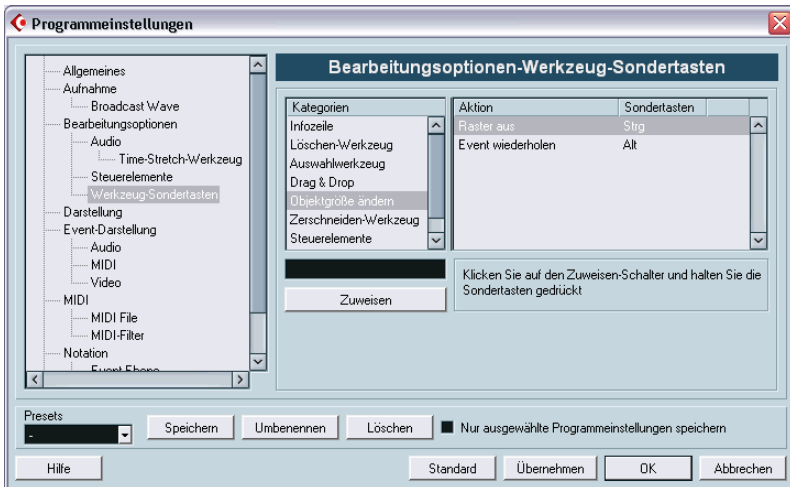 Programmeinstellungen
Allgemeines
Aufnahme
Broadcast Wave
Bearbeitungsoptionen
Audio
Time-Stretch-Werkzeug
Steuerelemente
Werkzeug-Sondertasten
Darstellung
Event-Darstellung
Audio
MIDI
Video
MIDI
MIDI File
MIDI-Filter
Notation
Event Ebene
Bearbeitungsoptionen-Werkzeug-Sondertasten
Kategorien
Infozeile
Löschen-Werkzeug
Auswahlwerkzeug
Drag & Drop
Objektgröße ändern
Zerschneiden-Werkzeug
Steuerelemente
Aktion Sondertasten
Raster aus Strg
Event wiederholen Alt
Zuweisen
Klicken Sie auf den Zuweisen-Schalter und halten Sie die
Sondertasten gedrückt
Presets
-
Speichern Umbenennen Löschen Nur ausgewählte Programmeinstellungen speichern
Hilfe Standard Übernehmen OK Abbrechen